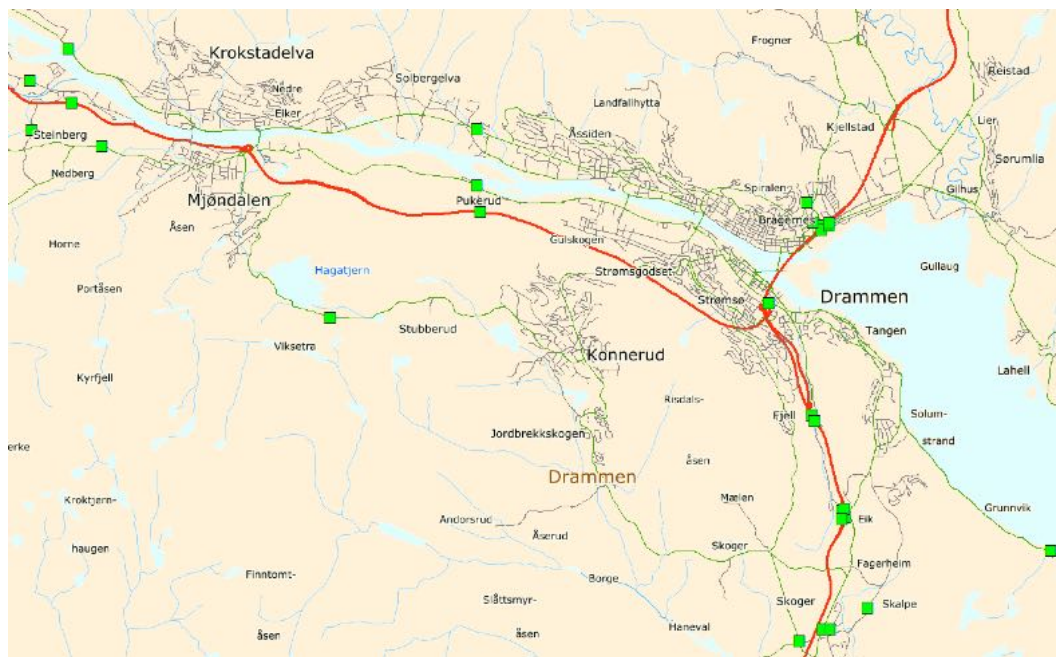 Frogner
Krokstadelva
Reistad
Solbergelva
Nedre
Eiker
Landfallhytta
Lier
Kjellstad
Åssiden
Steinberg
Sørumlia
Nedberg
Spiralen
Gilhus
Mjøndalen
Pukerud
Bragernes
Åsen
Horne
Gulskogen
Gullaug
Hagatjern
Strømsgodset
Portåsen
Strømsø
Drammen
Stubberud
Tangen
Viksetra
Konnerud
Lahell
Kyrfjell
Risdals-
Fjell
Solum-
strand
Jordbrekkskogen
erke
åsen
Drammen
Kroktjern-
Mælen
Grunnvik
Andorsrud
Eik
Åserud
haugen
Skoger
Fagerheim
Finntomt-
Borge
Slåttsmyr-
Skoger
Skalpe
Haneval
åsen
åsen